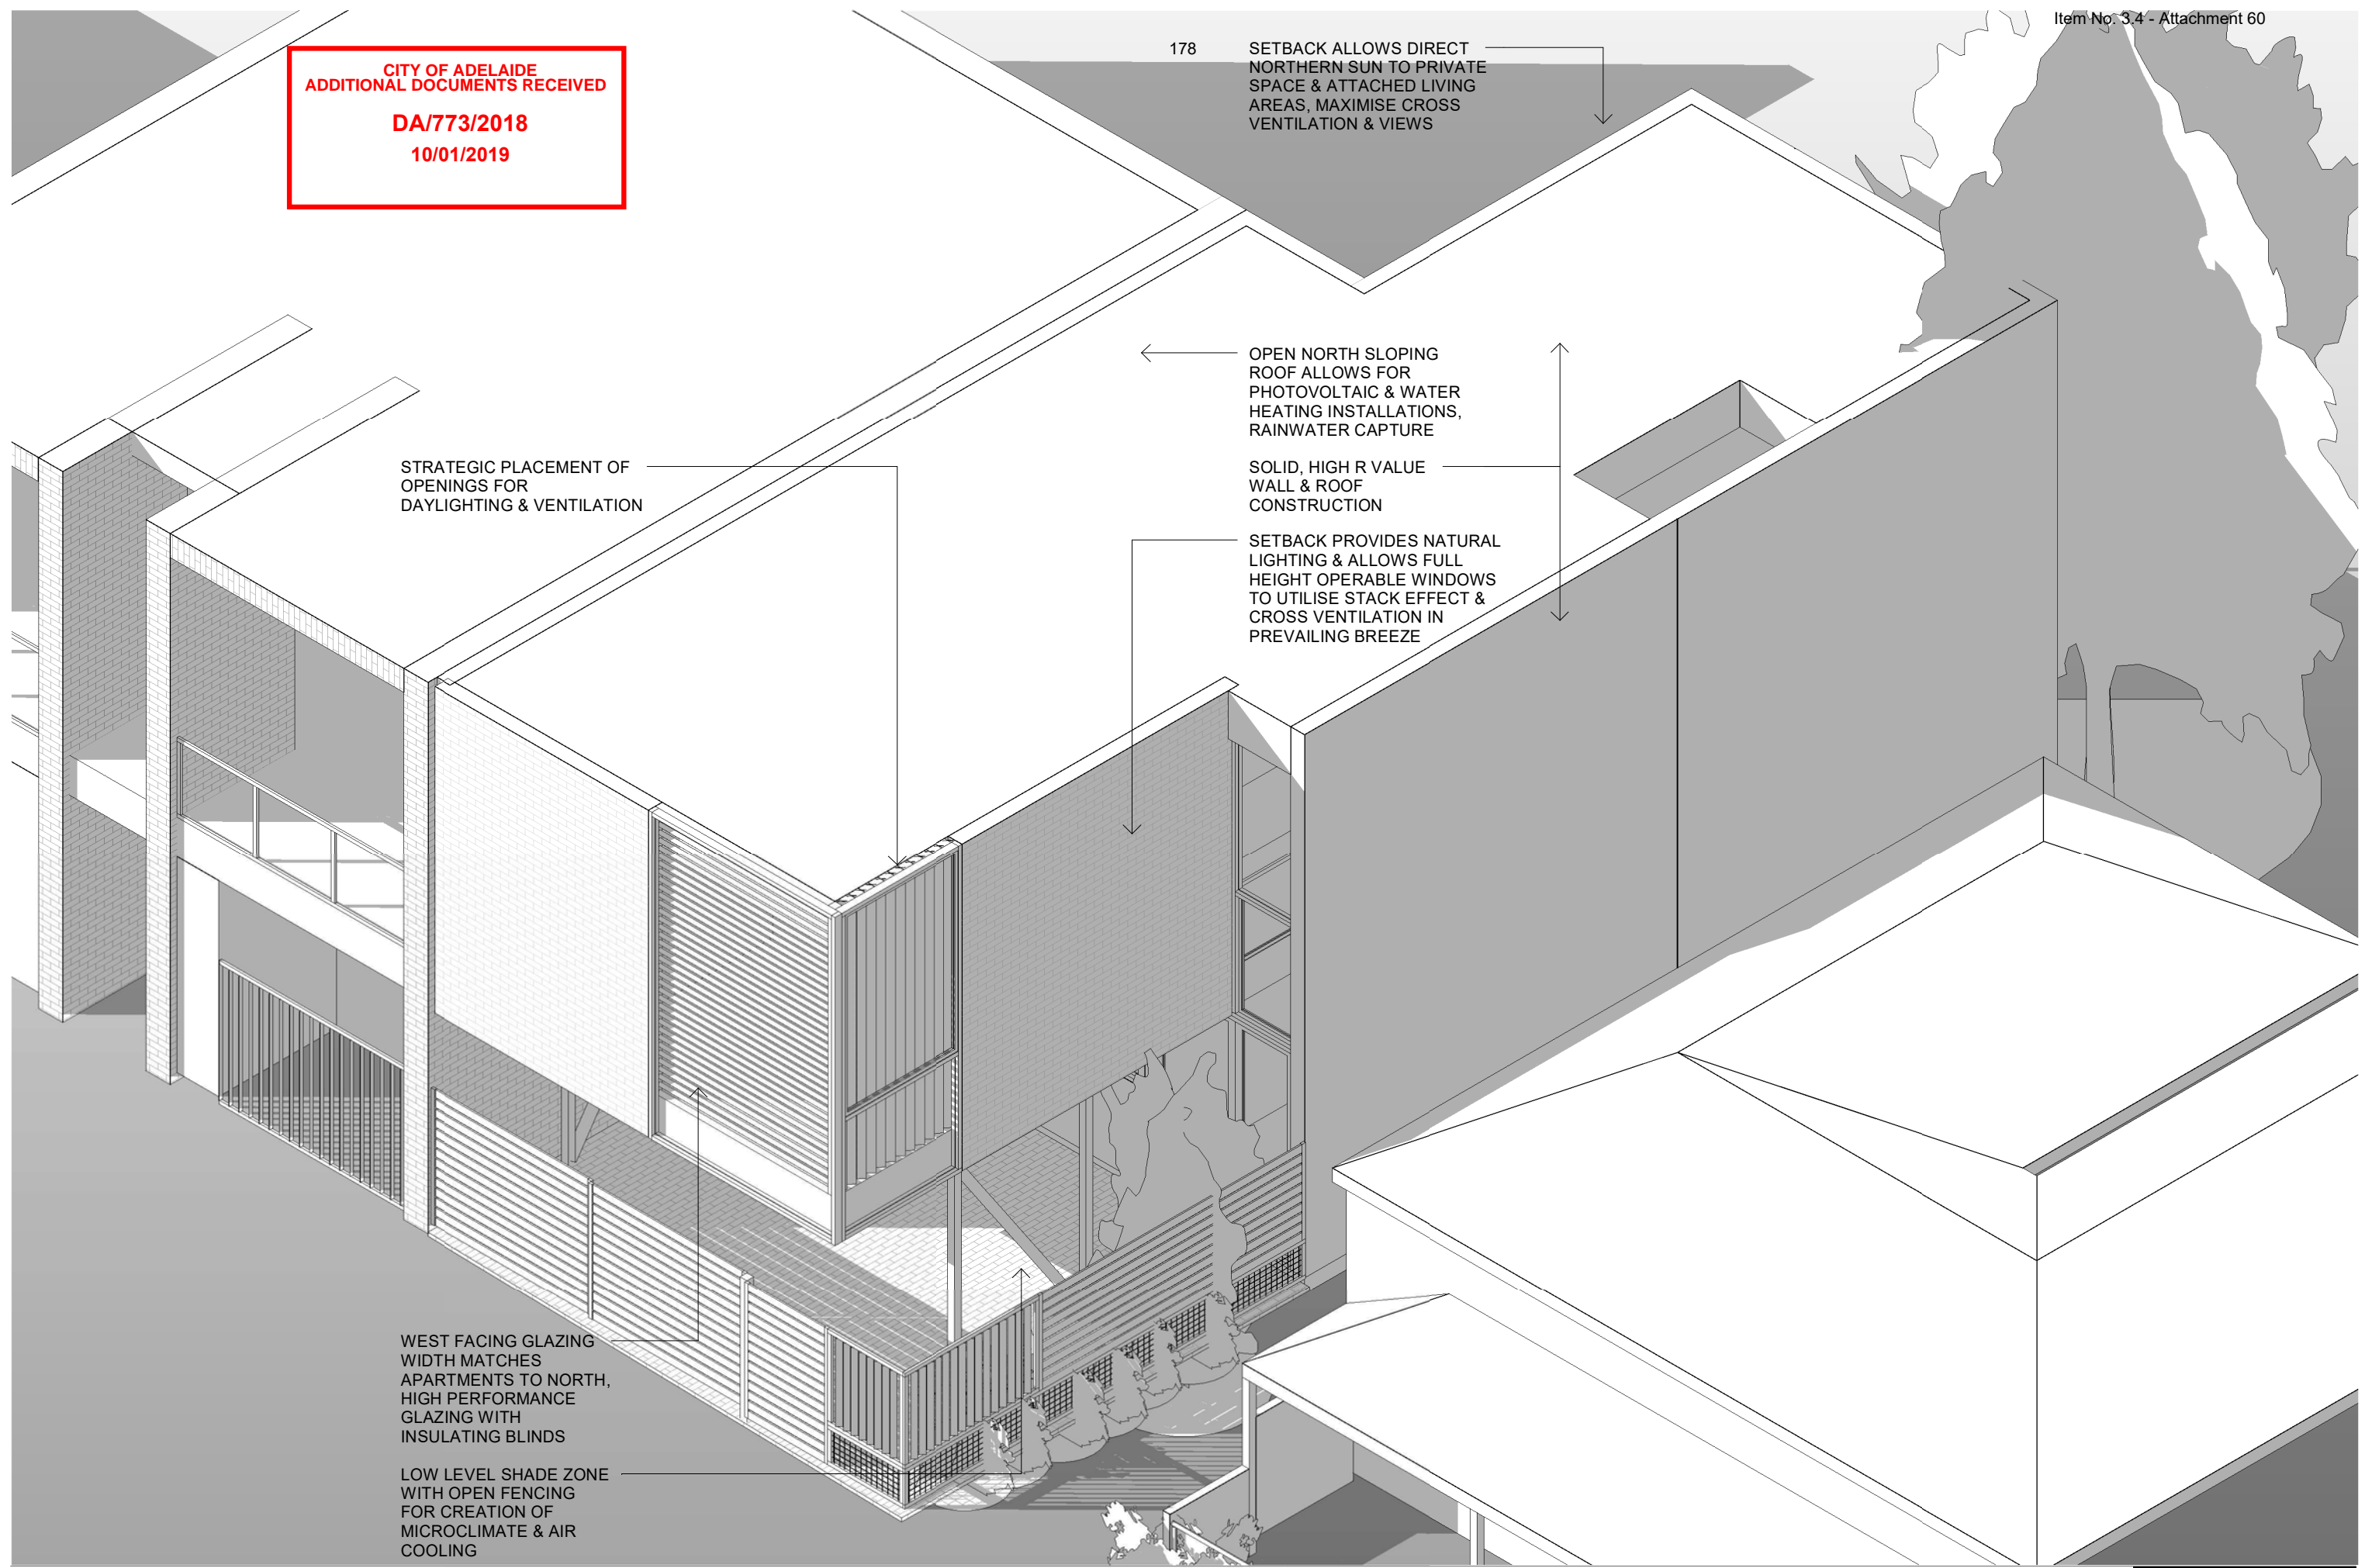 Item No. 3.4 - Attachment 60
CITY OF ADELAIDE
ADDITIONAL DOCUMENTS RECEIVED
DA/773/2018
10/01/2019
178
SETBACK ALLOWS DIRECT
NORTHERN SUN TO PRIVATE
SPACE & ATTACHED LIVING
AREAS, MAXIMISE CROSS
VENTILATION & VIEWS
OPEN NORTH SLOPING
ROOF ALLOWS FOR
PHOTOVOLTAIC & WATER
HEATING INSTALLATIONS,
RAINWATER CAPTURE
STRATEGIC PLACEMENT OF
OPENINGS FOR
DAYLIGHTING & VENTILATION
SOLID, HIGH R VALUE
WALL & ROOF
CONSTRUCTION
SETBACK PROVIDES NATURAL
LIGHTING & ALLOWS FULL
HEIGHT OPERABLE WINDOWS
TO UTILISE STACK EFFECT &
CROSS VENTILATION IN
PREVAILING BREEZE
WEST FACING GLAZING
WIDTH MATCHES
APARTMENTS TO NORTH,
HIGH PERFORMANCE
GLAZING WITH
INSULATING BLINDS
LOW LEVEL SHADE ZONE
WITH OPEN FENCING
FOR CREATION OF
MICROCLIMATE & AIR
COOLING